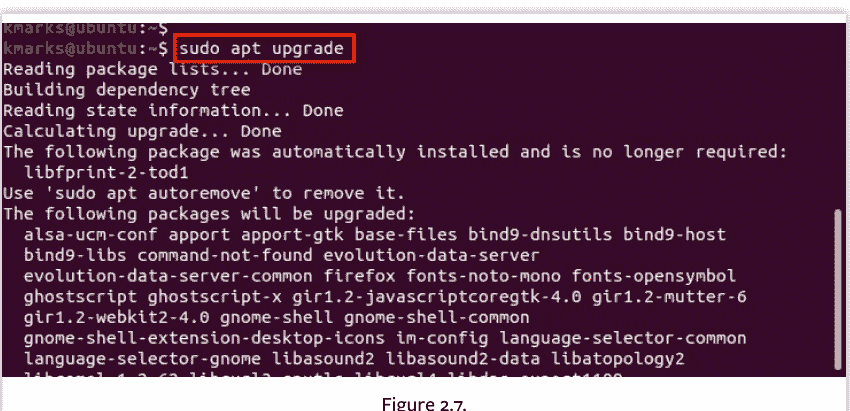 kmarks@ubuntu:~$
kmarks@ubuntu:~$ sudo apt upgrade
Reading package lists... Done
Building dependency tree
Reading state information... Done
Calculating upgrade... Done
The following package was automatically installed and is no longer required:
libfprint-2-tod1
Use 'sudo apt autoremove' to remove it.
The following packages will be upgraded:
alsa-ucm-conf apport apport-gtk base-files bind9-dnsutils bind9-host
bind9-libs command-not-found evolution-data-server
evolution-data-server-common firefox fonts-noto-mono fonts-opensymbol
ghostscript ghostscript-x gir1.2-javascriptcoregtk-4.0 gir1.2-mutter-6
gir1.2-webkit2-4.0 gnome-shell gnome-shell-common
gnome-shell-extension-desktop-icons im-config language-selector-common
language-selector-gnome libasound2 libasound2-data libatopology2
Figure 2.7.